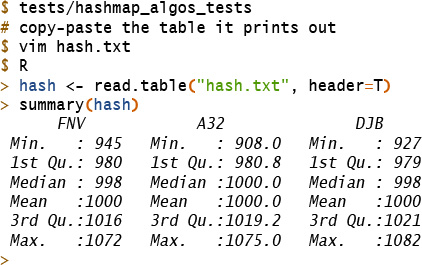 $ tests/hashmap_algos_tests
# copy-paste the table it prints out
$ vim hash.txt
$ R
> hash <- read.table("hash.txt", header=T)
> summary(hash)
      FNV            A32              DJB
 Min.   : 945   Min.   : 908.0   Min.   : 927
 1st Qu.: 980   1st Qu.: 980.8   1st Qu.: 979
 Median : 998   Median :1000.0   Median : 998
 Mean   :1000   Mean   :1000.0   Mean   :1000
 3rd Qu.:1016   3rd Qu.:1019.2   3rd Qu.:1021
 Max.   :1072   Max.   :1075.0   Max.   :1082
>